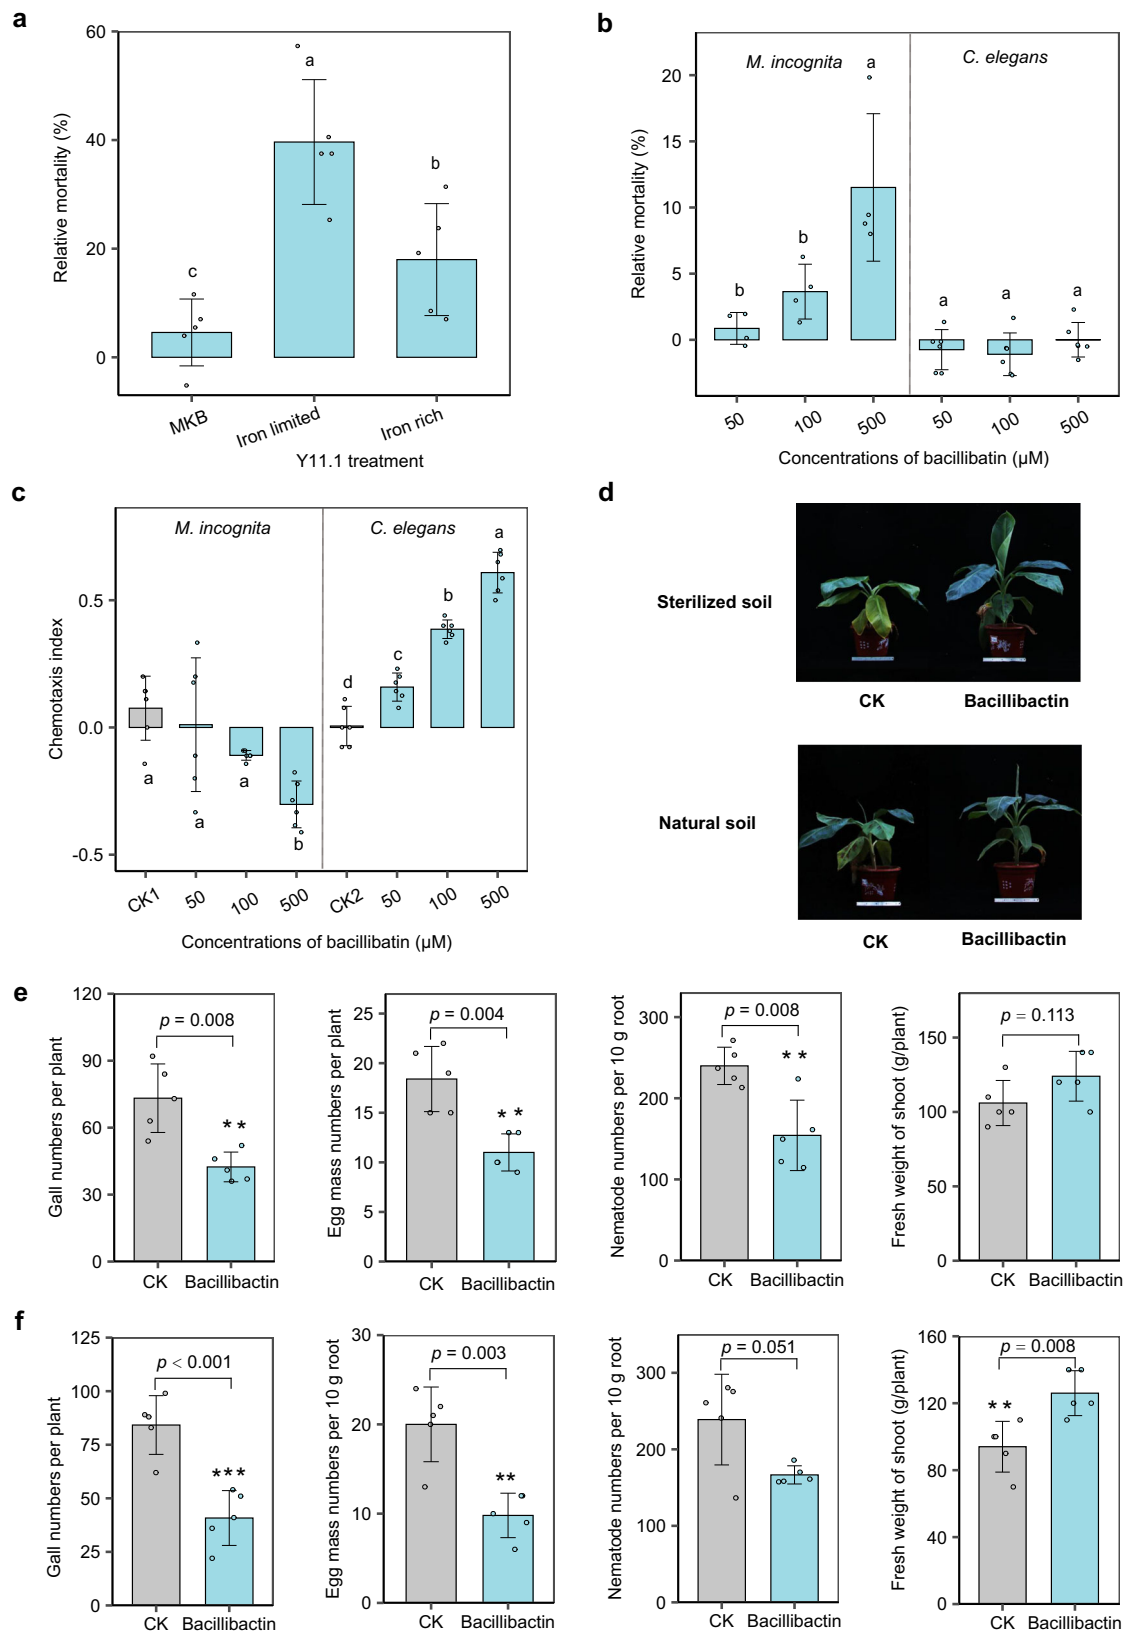 a
60
40
20
0
Relative mortality (%)
a
b
c
MKB
Iron limited
Iron rich
Y11.1 treatment
b
20
15
10
5
0
Relative mortality (%)
M. incognita
C. elegans
a
b
b
a
a
a
50
100
500
50
100
500
Concentrations of bacillibatin (µM)
c
0.5
0.0
-0.5
Chemotaxis index
M. incognita
C. elegans
a
a
a
b
d
c
b
a
CK1
50
100
500
CK2
50
100
500
Concentrations of bacillibatin (µM)
d
Sterilized soil
CK
Bacillibactin
Natural soil
CK
Bacillibactin
e
120
90
60
30
0
Gall numbers per plant
p = 0.008
**
CK
Bacillibactin
25
20
15
10
5
0
Egg mass numbers per plant
p = 0.004
**
CK
Bacillibactin
300
200
100
0
Nematode numbers per 10 g root
p = 0.008
**
CK
Bacillibactin
150
100
50
0
Fresh weight of shoot (g/plant)
p = 0.113
CK
Bacillibactin
f
125
100
75
50
25
0
Gall numbers per plant
p < 0.001
***
CK
Bacillibactin
30
20
10
0
Egg mass numbers per 10 g root
p = 0.003
**
CK
Bacillibactin
300
200
100
0
Nematode numbers per 10 g root
p = 0.051
CK
Bacillibactin
160
120
80
40
0
Fresh weight of shoot (g/plant)
p = 0.008
**
CK
Bacillibactin